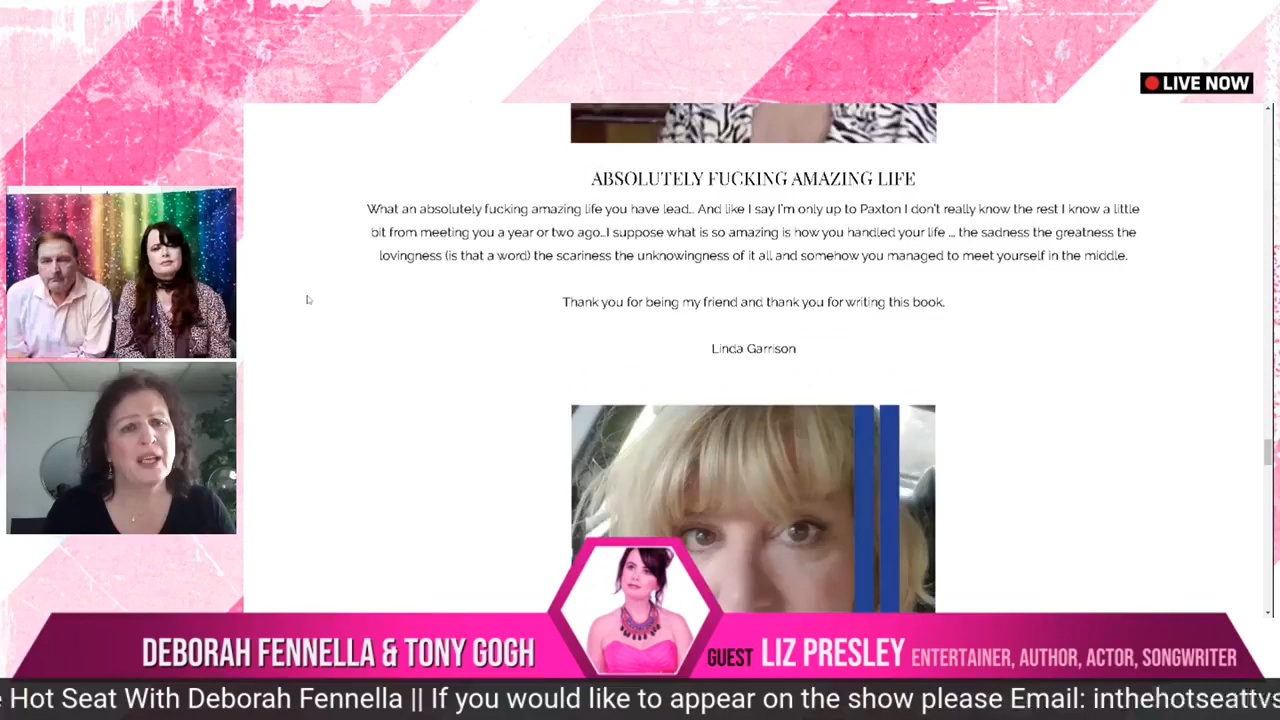 LIVE NOW
ABSOLUTELY FUCKING AMAZING LIFE
What an absolutely fucking amazing life you have lead... And like I say I'm only up to Paxton I don't really know the rest I know a little
bit from meeting you a year or two ago...I suppose what is so amazing is how you handled your life ... the sadness the greatness the
lovingness (is that a word) the scariness the unknowingness of it all and somehow you managed to meet yourself in the middle.
Thank you for being my friend and thank you for writing this book.
Linda Garrison
DEBORAH FENNELLA & TONY GOGH
GUEST LIZ PRESLEY ENTERTAINER, AUTHOR, ACTOR, SONGWRITER
e Hot Seat With Deborah Fennella || If you would like to appear on the show please Email: inthehotseattvs